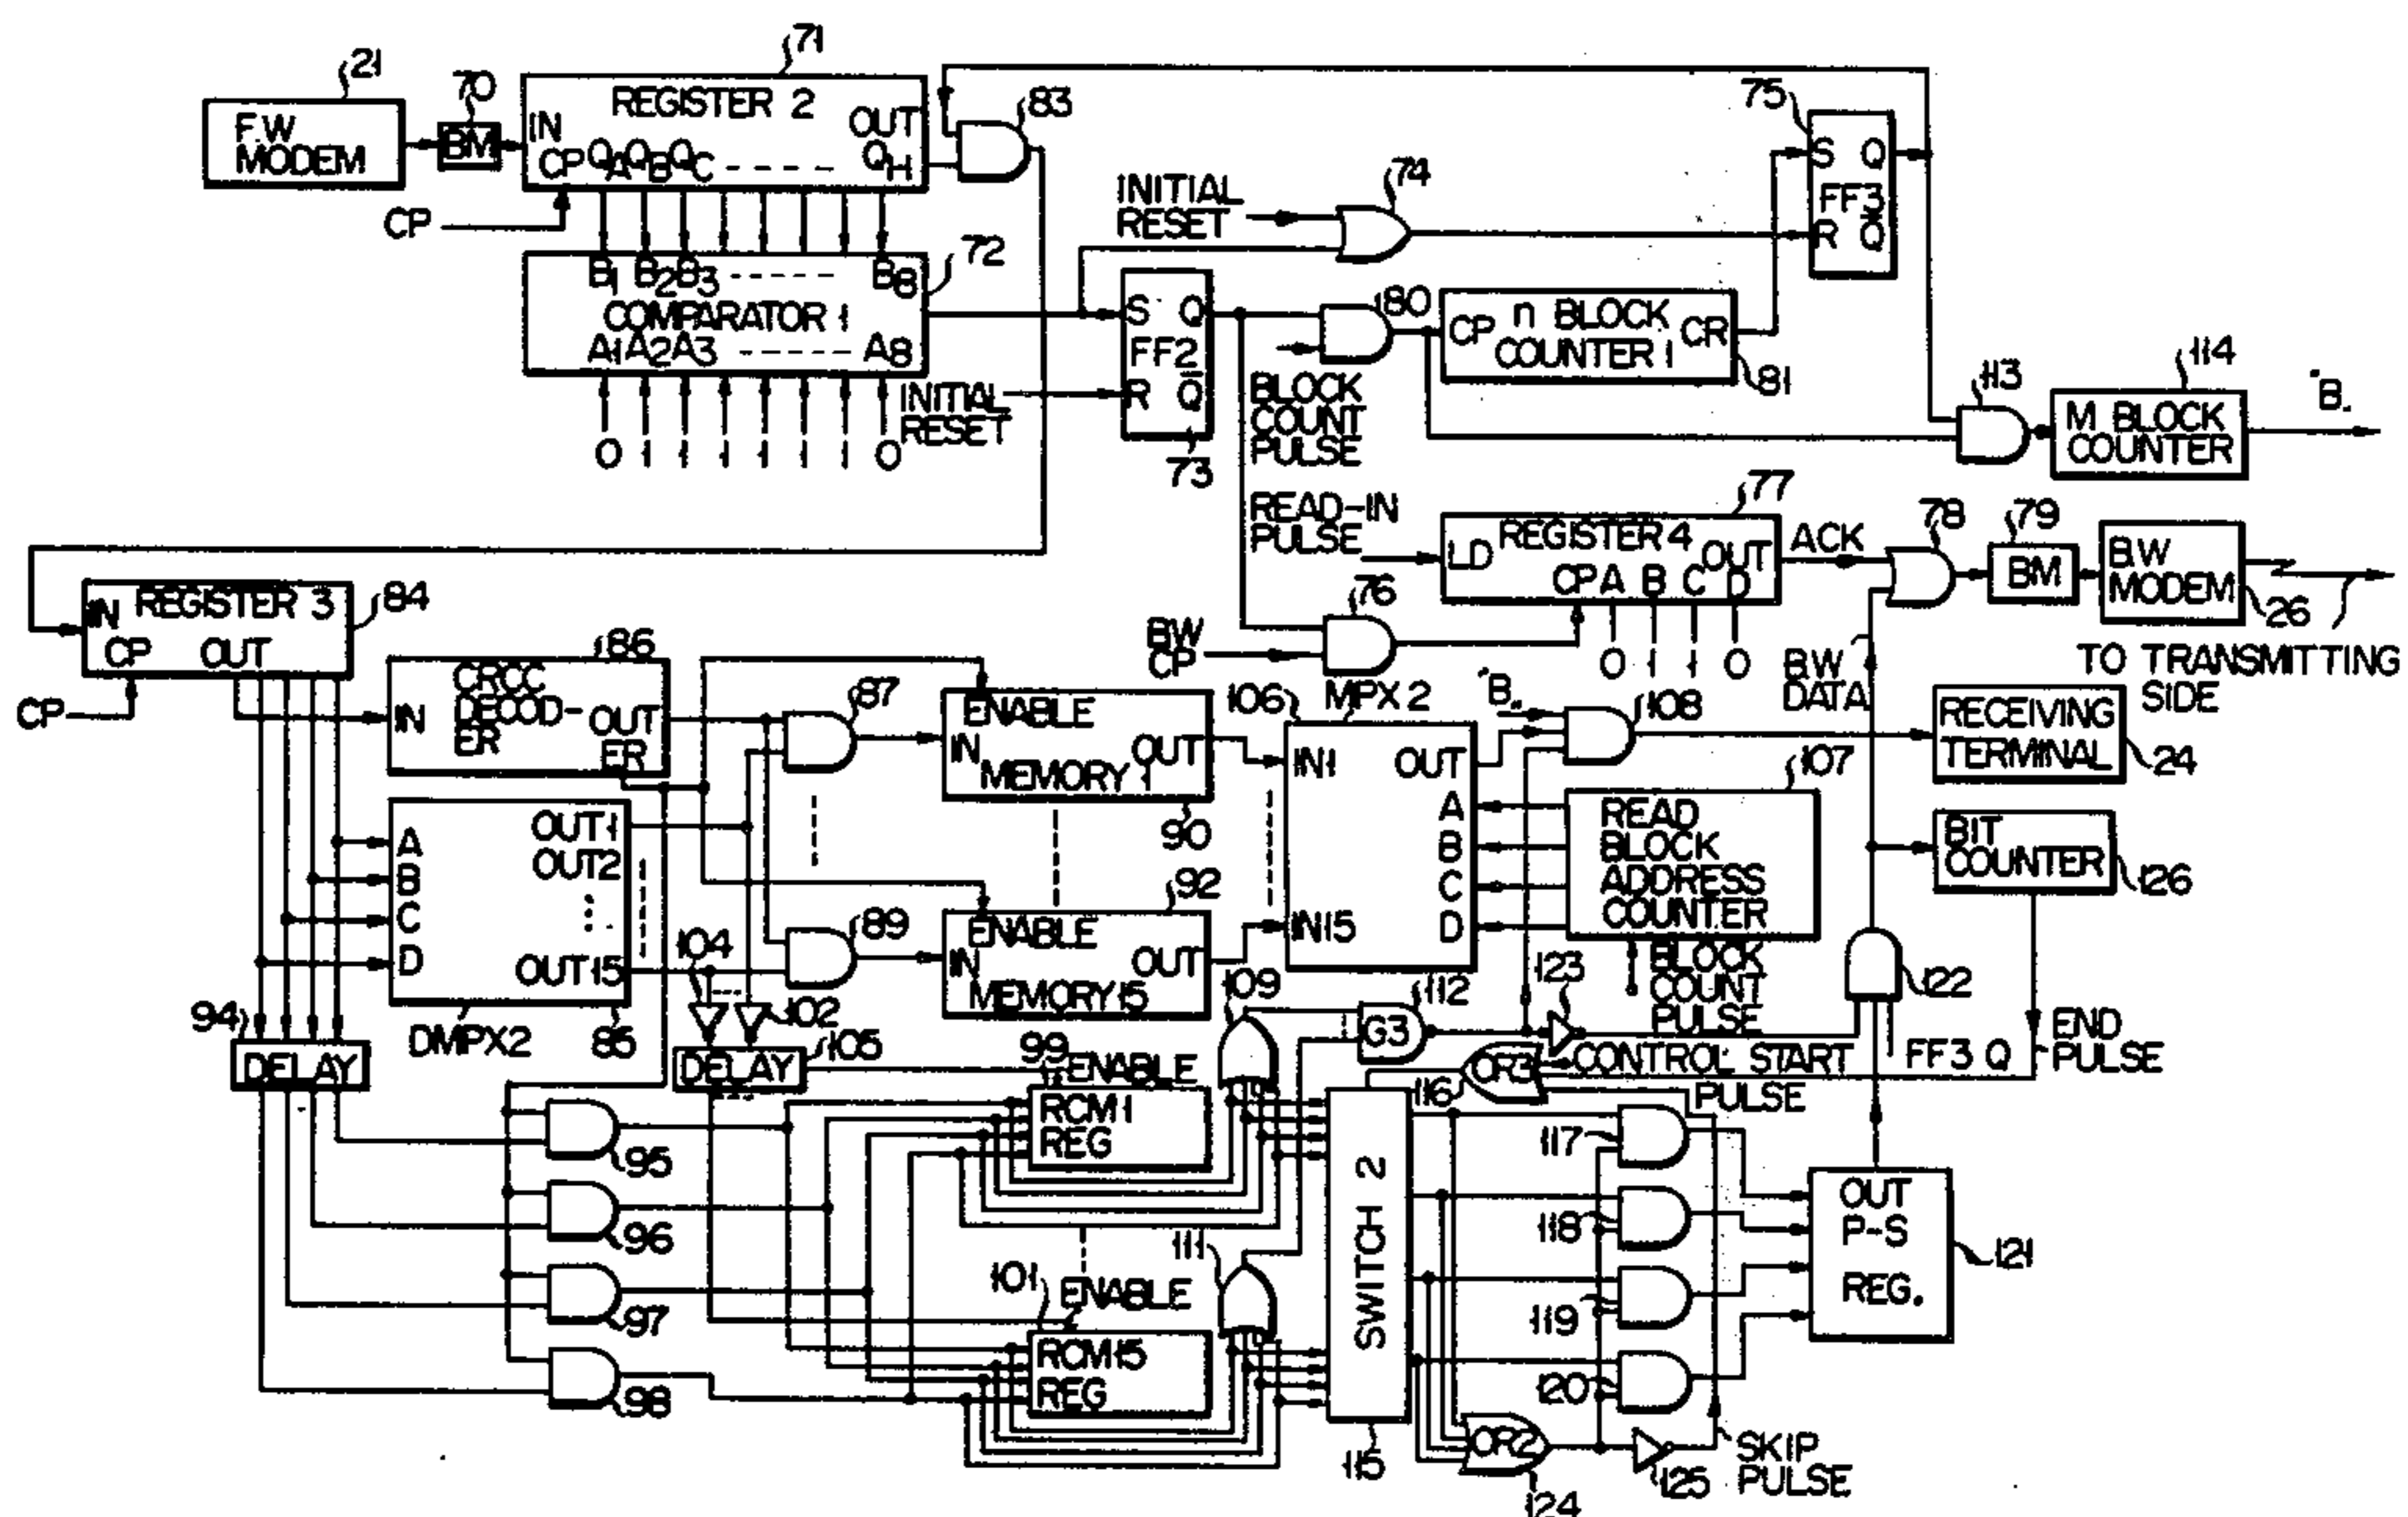 21
F.W
MODEM
70
BM
71
REGISTER 2
IN
OUT
CP QA QB QC QH
CP
83
72
B1 B2 B3 B8
COMPARATOR 1
A1 A2 A3 A8
0 1 1 1 1 1 1 0
INITIAL
RESET
74
INITIAL
RESET
S Q
FF2
R Q̄
73
180
BLOCK
COUNT
PULSE
CP n BLOCK CR
COUNTER 1
81
75
S Q
FF3
R Q̄
113
114
M BLOCK
COUNTER
"B"
READ-IN
PULSE
77
LD REGISTER 4
OUT
CP A B C D
0 1 1 0
ACK
76
BW
CP
78
79
BM
B.W
MODEM
26
TO TRANSMITTING
SIDE
B.W
DATA
REGISTER 3
IN
CP OUT
84
CP
86
CRCC
DECOD-
ER
IN
OUT
ER
87
ENABLE
IN OUT
MEMORY 1
90
106
MPX 2
IN1 OUT
A
B
C
D
IN15
"B"
108
RECEIVING
TERMINAL
24
107
READ
BLOCK
ADDRESS
COUNTER
BLOCK
COUNT
PULSE
BIT
COUNTER
126
END
PULSE
A
B
C
D
OUT1
OUT2
OUT15
DMPX2
85
89
92
ENABLE
IN OUT
MEMORY 15
94
DELAY
104
102
DELAY
105
109
112
G3
123
122
FF3 Q
CONTROL START
PULSE
OR3
116
99
ENABLE
RCM 1
REG
95
96
97
98
101
ENABLE
RCM 15
REG
111
SWITCH 2
115
117
118
119
120
OUT
P-S
REG.
121
OR2
124
125
SKIP
PULSE